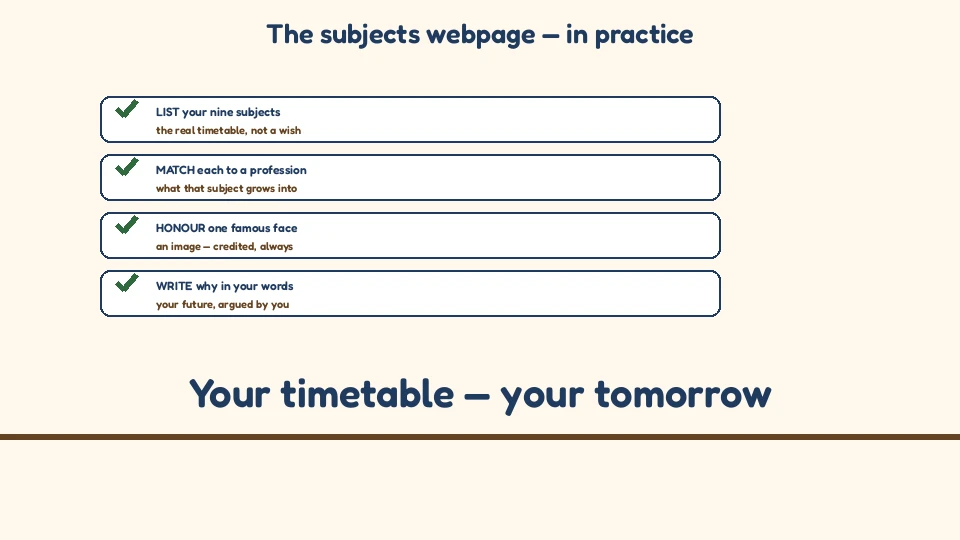 The subjects webpage — in practice
LIST your nine subjects
the real timetable, not a wish
MATCH each to a profession
what that subject grows into
HONOUR one famous face
an image — credited, always
WRITE why in your words
your future, argued by you
Your timetable — your tomorrow